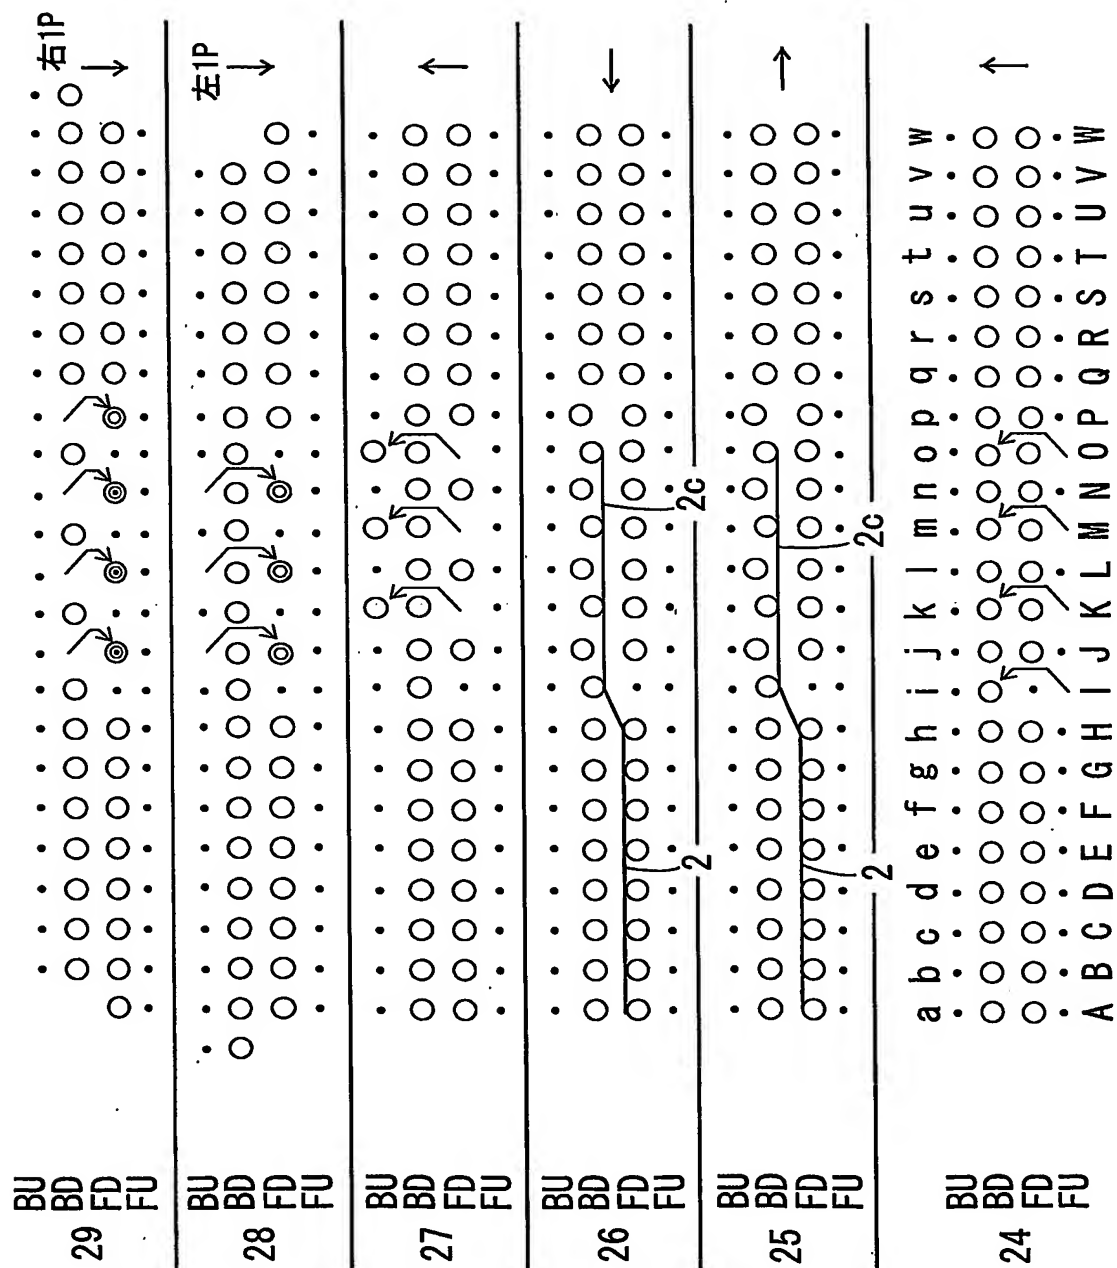 BU 右1P
BD
29
FD
FU
BU 左1P
BD
28
FD
FU
BU
BD
27
FD
FU
BU
BD
26
FD
FU
2 2c
BU
BD
25
FD
FU
2 2c
a b c d e f g h i j k l m n o p q r s t u v w
BU
BD
24
FD
FU
A B C D E F G H I J K L M N O P Q R S T U V W